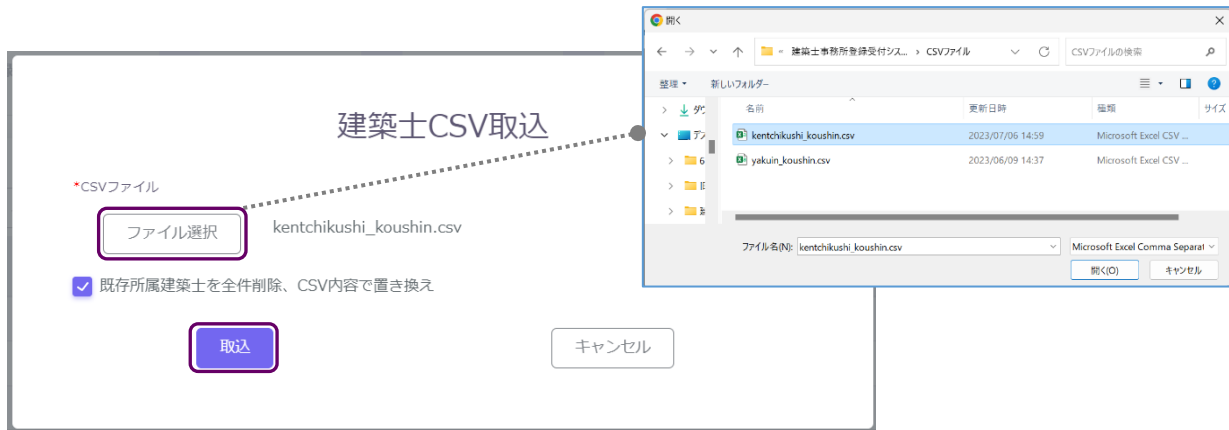 建築士CSV取込
*CSVファイル
ファイル選択
kentchikushi_koushin.csv
既存所属建築士を全件削除、CSV内容で置き換え
取込
キャンセル
開く
« 建築士事務所登録受付シス... › CSVファイル
CSVファイルの検索
整理
新しいフォルダー
名前 更新日時 種類 サイズ
kentchikushi_koushin.csv 2023/07/06 14:59 Microsoft Excel CSV ...
yakuin_koushin.csv 2023/06/09 14:37 Microsoft Excel CSV ...
ファイル名(N): kentchikushi_koushin.csv
Microsoft Excel Comma Separat
開く(O)
キャンセル